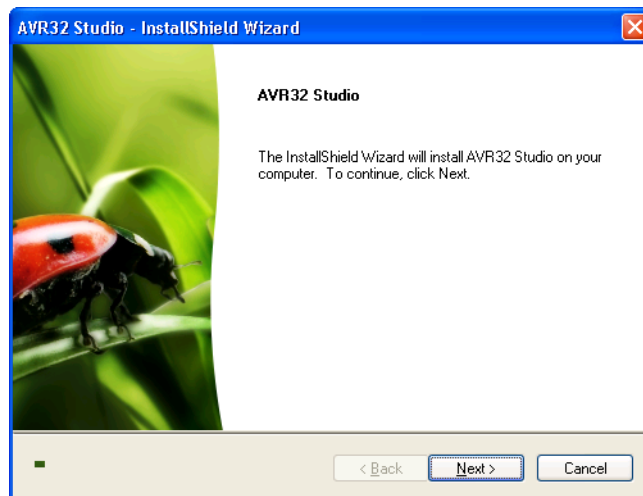 AVR32 Studio - InstallShield Wizard
AVR32 Studio
The InstallShield Wizard will install AVR32 Studio on your
computer.  To continue, click Next.
< Back
Next >
Cancel